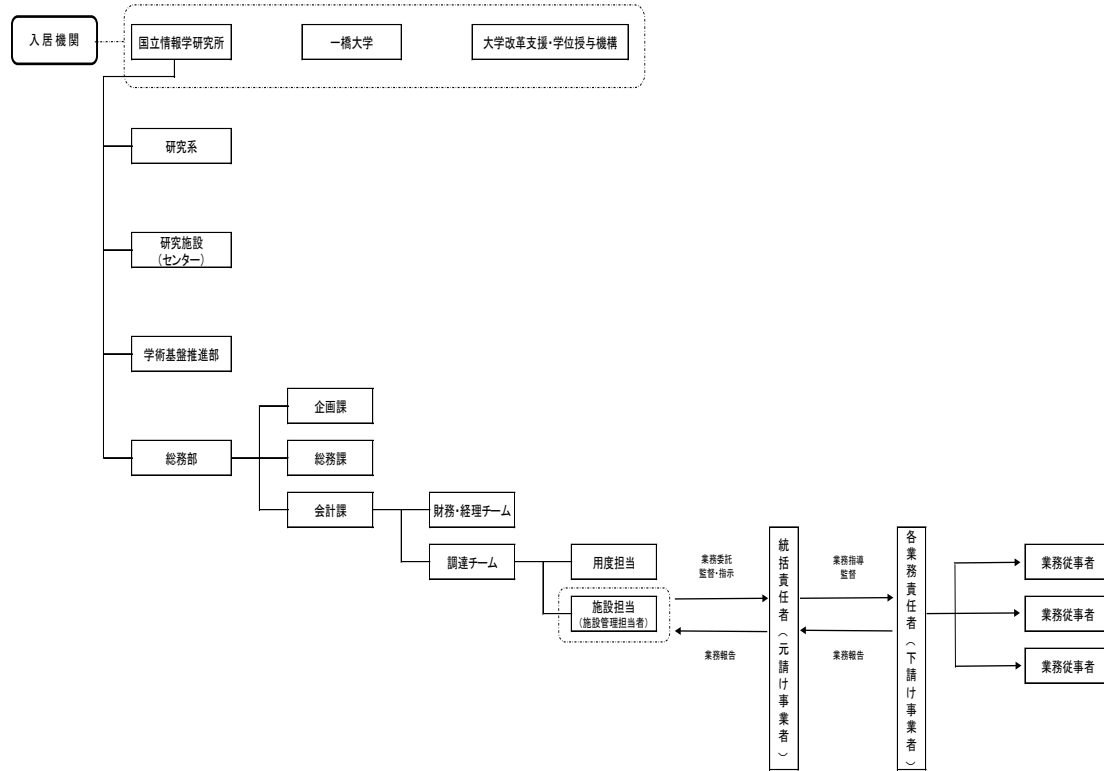 入居機関
国立情報学研究所
一橋大学
大学改革支援・学位授与機構
研究系
研究施設
(センター)
学術基盤推進部
総務部
企画課
総務課
会計課
財務・経理チーム
調達チーム
用度担当
施設担当
(施設管理担当者)
業務委託
監督・指示
業務報告
統括責任者(元請け事業者)
業務指導
監督
業務報告
各業務責任者(下請け事業者)
業務従事者
業務従事者
業務従事者